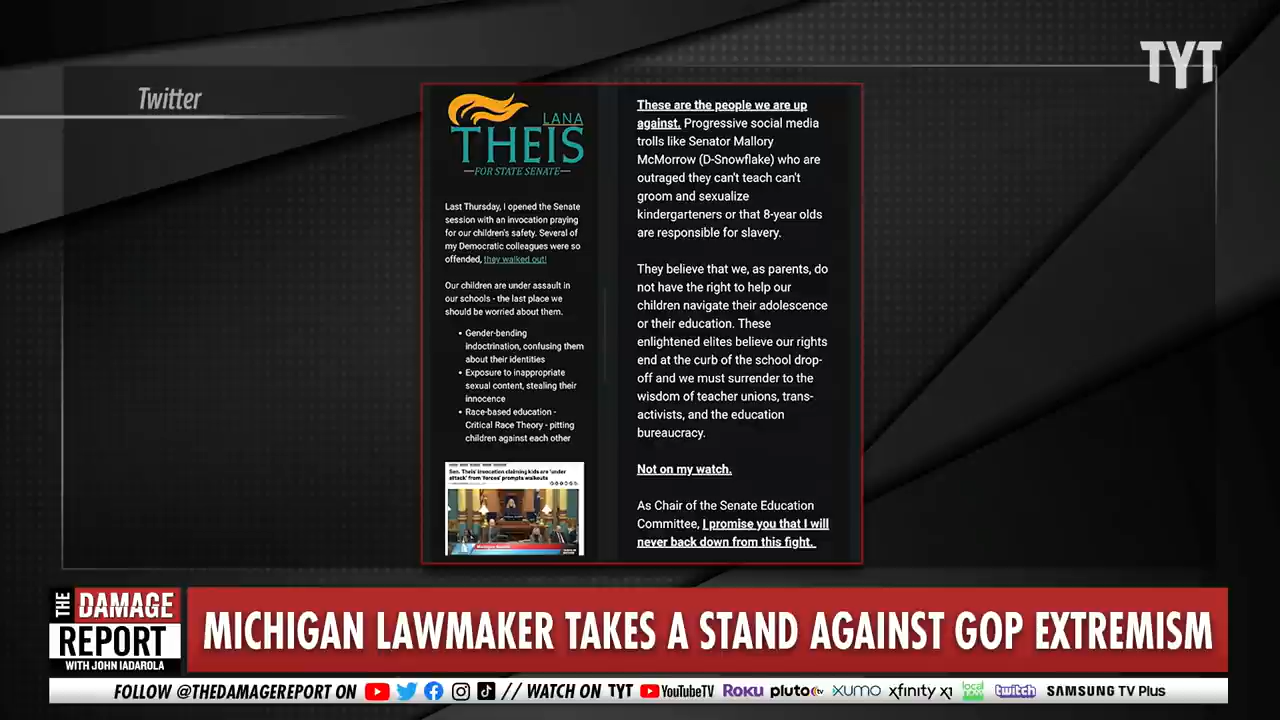 TYT
Twitter
LANA
THEIS
—FOR STATE SENATE—
Last Thursday, I opened the Senate
session with an invocation praying
for our children's safety. Several of
my Democratic colleagues were so
offended, they walked out!
Our children are under assault in
our schools - the last place we
should be worried about them.
• Gender-bending
indoctrination, confusing them
about their identities
• Exposure to inappropriate
sexual content, stealing their
innocence
• Race-based education -
Critical Race Theory - pitting
children against each other
Sen. Theis' invocation claiming kids are 'under
attack' from 'forces' prompts walkouts
These are the people we are up
against. Progressive social media
trolls like Senator Mallory
McMorrow (D-Snowflake) who are
outraged they can't teach can't
groom and sexualize
kindergarteners or that 8-year olds
are responsible for slavery.
They believe that we, as parents, do
not have the right to help our
children navigate their adolescence
or their education. These
enlightened elites believe our rights
end at the curb of the school drop-
off and we must surrender to the
wisdom of teacher unions, trans-
activists, and the education
bureaucracy.
Not on my watch.
As Chair of the Senate Education
Committee, I promise you that I will
never back down from this fight.
THE DAMAGE
REPORT
WITH JOHN IADAROLA
MICHIGAN LAWMAKER TAKES A STAND AGAINST GOP EXTREMISM
FOLLOW @THEDAMAGEREPORT ON // WATCH ON TYT YouTubeTV Roku pluto tv XUMO xfinity x1 local now twitch SAMSUNG TV Plus